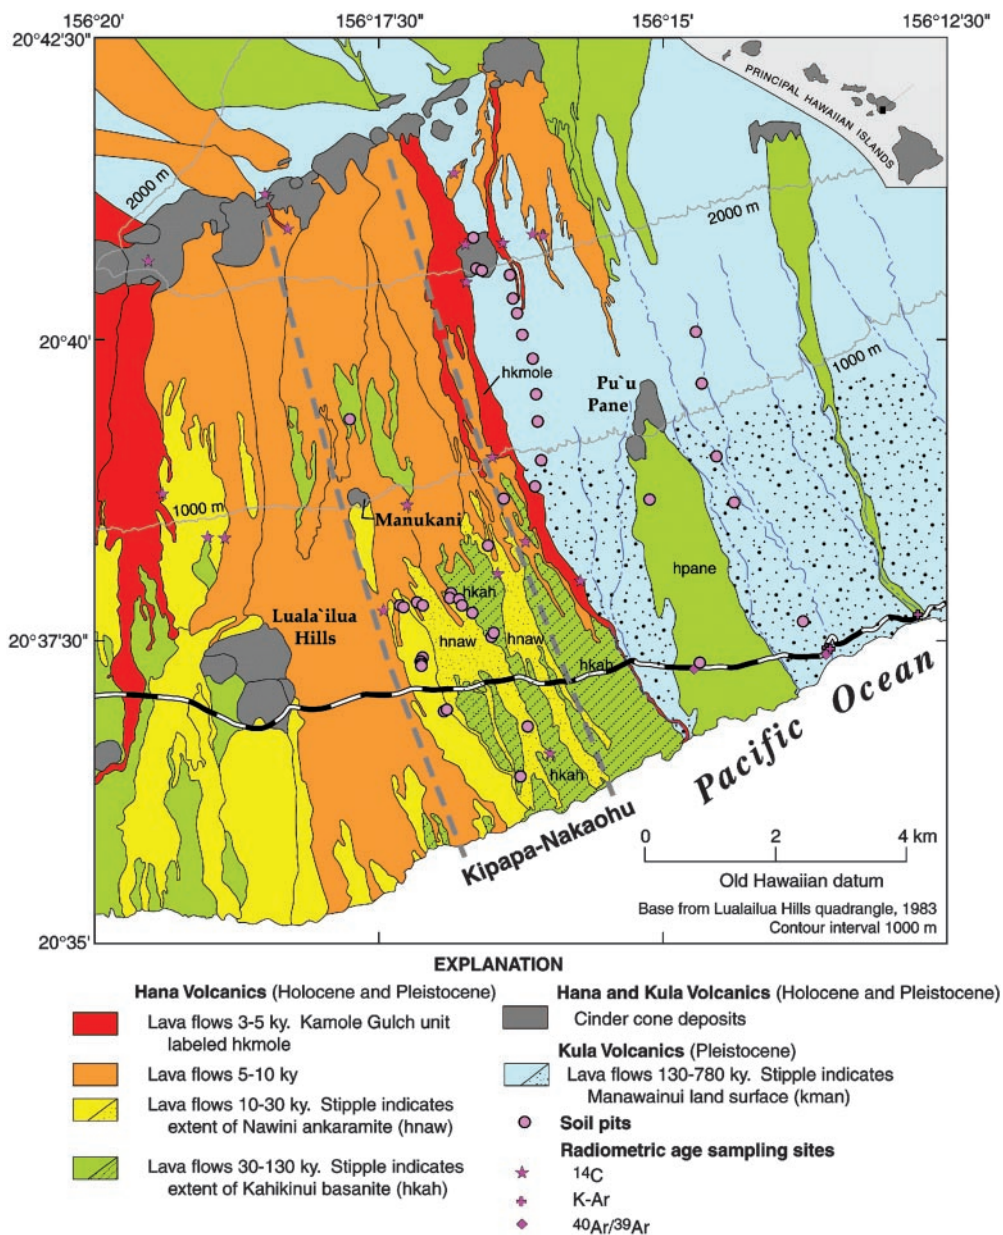 156°20'
156°17'30"
156°15'
156°12'30"
20°42'30"
PRINCIPAL HAWAIIAN
ISLANDS
2000 m
2000 m
20°40'
1000 m
hkmole
Pu`u
Pane
1000 m
Manukani
hpane
hkah
Luala`ilua
Hills
hnaw
hnaw
20°37'30"
hkah
hkah
Pacific Ocean
Kipapa-Nakaohu
0 2 4 km
Old Hawaiian datum
Base from Lualailua Hills quadrangle, 1983
Contour interval 1000 m
20°35'
EXPLANATION
Hana Volcanics (Holocene and Pleistocene)
Lava flows 3-5 ky. Kamole Gulch unit
labeled hkmole
Lava flows 5-10 ky
Lava flows 10-30 ky. Stipple indicates
extent of Nawini ankaramite (hnaw)
Lava flows 30-130 ky. Stipple indicates
extent of Kahikinui basanite (hkah)
Hana and Kula Volcanics (Holocene and Pleistocene)
Cinder cone deposits
Kula Volcanics (Pleistocene)
Lava flows 130-780 ky. Stipple indicates
Manawainui land surface (kman)
Soil pits
Radiometric age sampling sites
14C
K-Ar
40Ar/39Ar